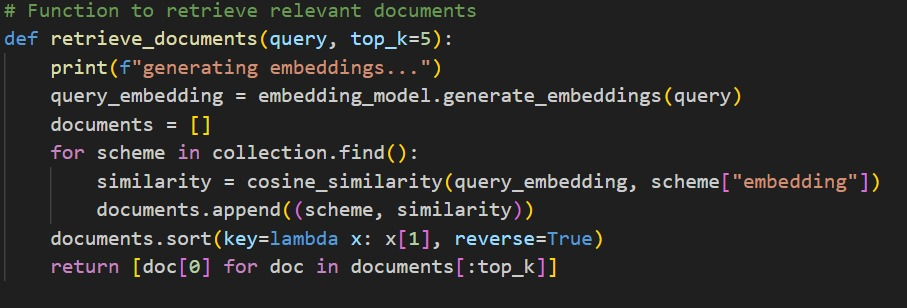 # Function to retrieve relevant documents
def retrieve_documents(query, top_k=5):
    print(f"generating embeddings...")
    query_embedding = embedding_model.generate_embeddings(query)
    documents = []
    for scheme in collection.find():
        similarity = cosine_similarity(query_embedding, scheme["embedding"])
        documents.append((scheme, similarity))
    documents.sort(key=lambda x: x[1], reverse=True)
    return [doc[0] for doc in documents[:top_k]]